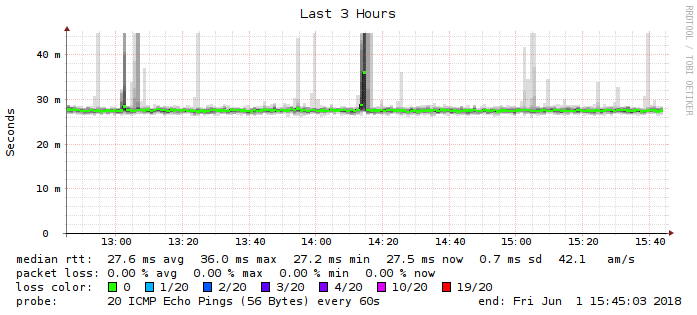 Last 3 Hours
RRDTOOL / TOBI OETIKER
Seconds
40 m
30 m
20 m
10 m
0
13:00 13:20 13:40 14:00 14:20 14:40 15:00 15:20 15:40
median rtt: 27.6 ms avg 36.0 ms max 27.2 ms min 27.5 ms now 0.7 ms sd 42.1 am/s
packet loss: 0.00 % avg 0.00 % max 0.00 % min 0.00 % now
loss color: 0 1/20 2/20 3/20 4/20 10/20 19/20
probe: 20 ICMP Echo Pings (56 Bytes) every 60s end: Fri Jun 1 15:45:03 2018